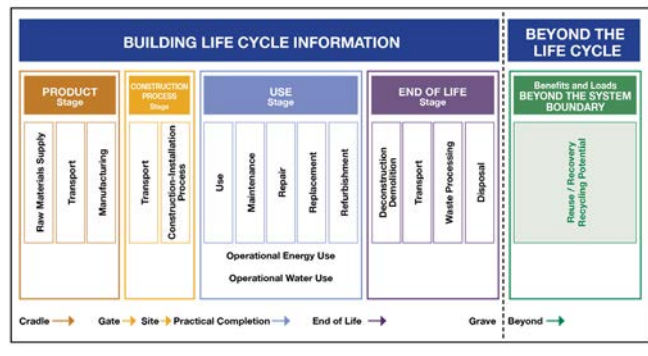 BUILDING LIFE CYCLE INFORMATION
BEYOND THE
LIFE CYCLE
PRODUCT
Stage
CONSTRUCTION
PROCESS
Stage
USE
Stage
END OF LIFE
Stage
Benefits and Loads
BEYOND THE SYSTEM
BOUNDARY
Raw Materials Supply
Transport
Manufacturing
Transport
Construction-Installation
Process
Use
Maintenance
Repair
Replacement
Refurbishment
Operational Energy Use
Operational Water Use
Deconstruction
Demolition
Transport
Waste Processing
Disposal
Reuse / Recovery
Recycling Potential
Cradle
Gate
Site
Practical Completion
End of Life
Grave
Beyond